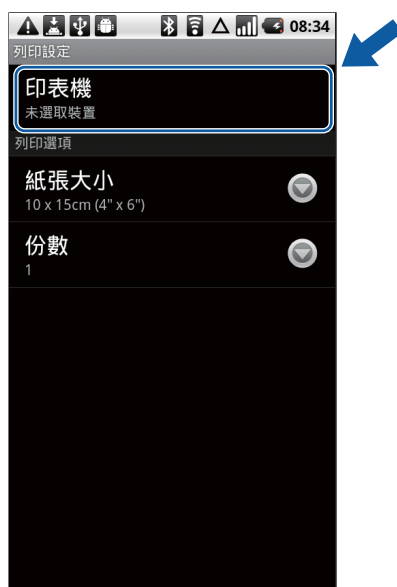 08:34
列印設定
印表機
未選取裝置
列印選項
紙張大小
10 x 15cm (4" x 6")
份數
1